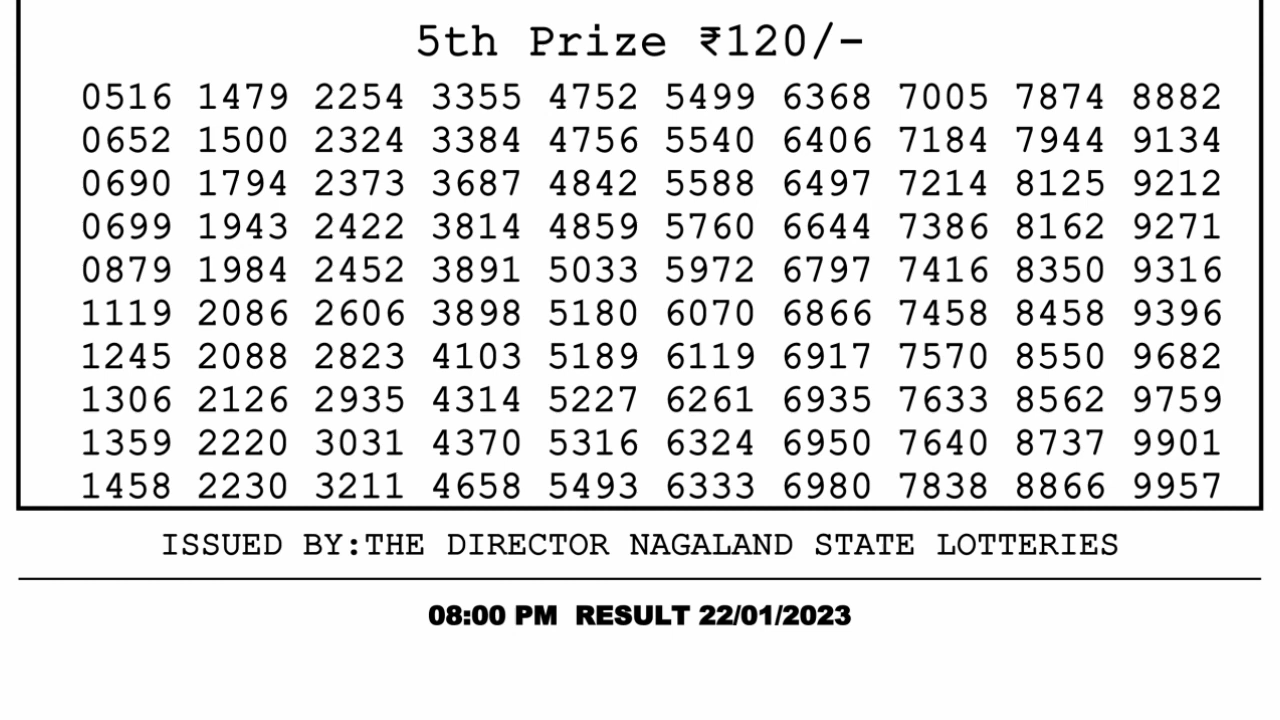 5th Prize ₹120/-
0516 1479 2254 3355 4752 5499 6368 7005 7874 8882
0652 1500 2324 3384 4756 5540 6406 7184 7944 9134
0690 1794 2373 3687 4842 5588 6497 7214 8125 9212
0699 1943 2422 3814 4859 5760 6644 7386 8162 9271
0879 1984 2452 3891 5033 5972 6797 7416 8350 9316
1119 2086 2606 3898 5180 6070 6866 7458 8458 9396
1245 2088 2823 4103 5189 6119 6917 7570 8550 9682
1306 2126 2935 4314 5227 6261 6935 7633 8562 9759
1359 2220 3031 4370 5316 6324 6950 7640 8737 9901
1458 2230 3211 4658 5493 6333 6980 7838 8866 9957
ISSUED BY:THE DIRECTOR NAGALAND STATE LOTTERIES
08:00 PM RESULT 22/01/2023